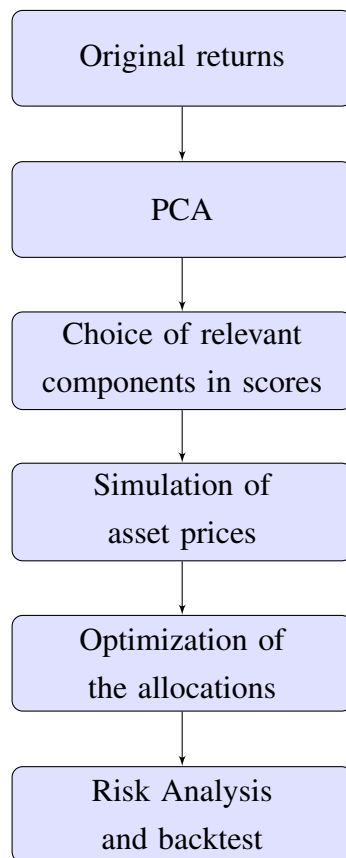 Original returns
PCA
Choice of relevant
components in scores
Simulation of
asset prices
Optimization of
the allocations
Risk Analysis
and backtest